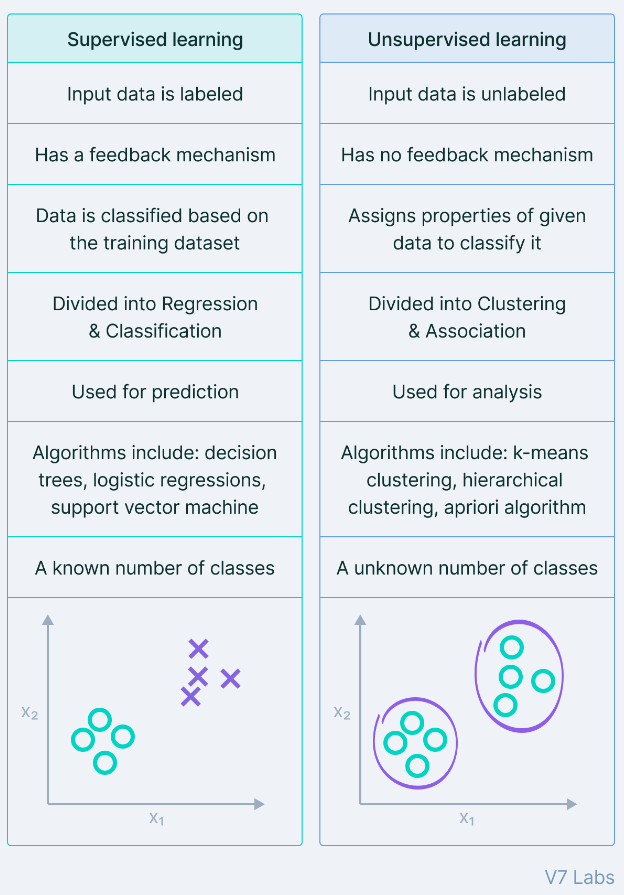 Supervised learning
Input data is labeled
Has a feedback mechanism
Data is classified based on
the training dataset
Divided into Regression
& Classification
Used for prediction
Algorithms include: decision
trees, logistic regressions,
support vector machine
A known number of classes
X₂
X₁
Unsupervised learning
Input data is unlabeled
Has no feedback mechanism
Assigns properties of given
data to classify it
Divided into Clustering
& Association
Used for analysis
Algorithms include: k-means
clustering, hierarchical
clustering, apriori algorithm
A unknown number of classes
X₂
X₁
V7 Labs